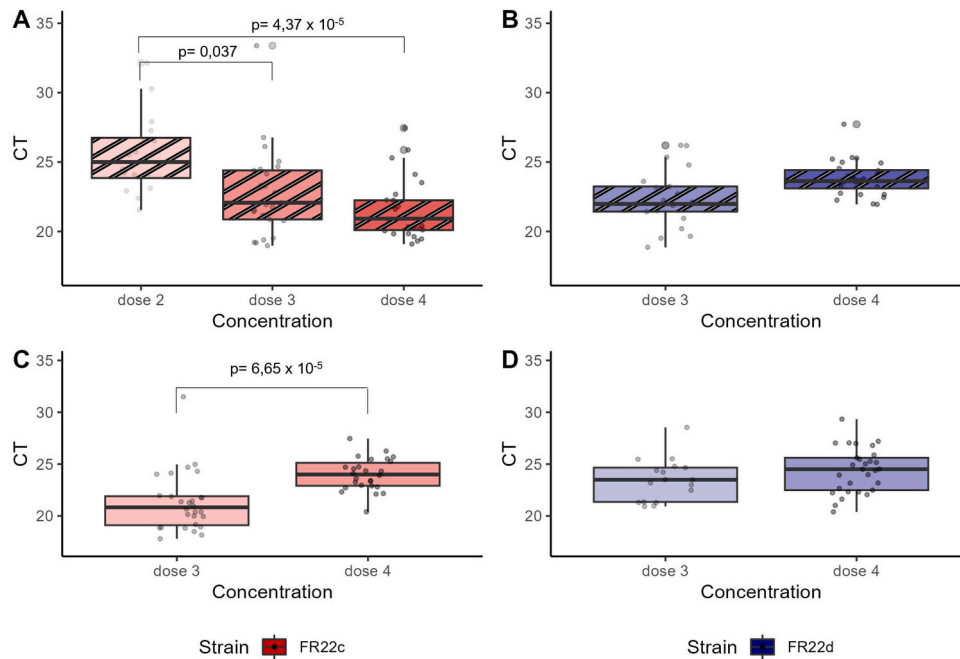 A
B
35
30
25
20
CT
p= 4,37 x 10⁻⁵
p= 0,037
dose 2
dose 3
dose 4
Concentration
35
30
25
20
CT
dose 3
dose 4
Concentration
C
D
35
30
25
20
CT
p= 6,65 x 10⁻⁵
dose 3
dose 4
Concentration
35
30
25
20
CT
dose 3
dose 4
Concentration
Strain FR22c
Strain FR22d